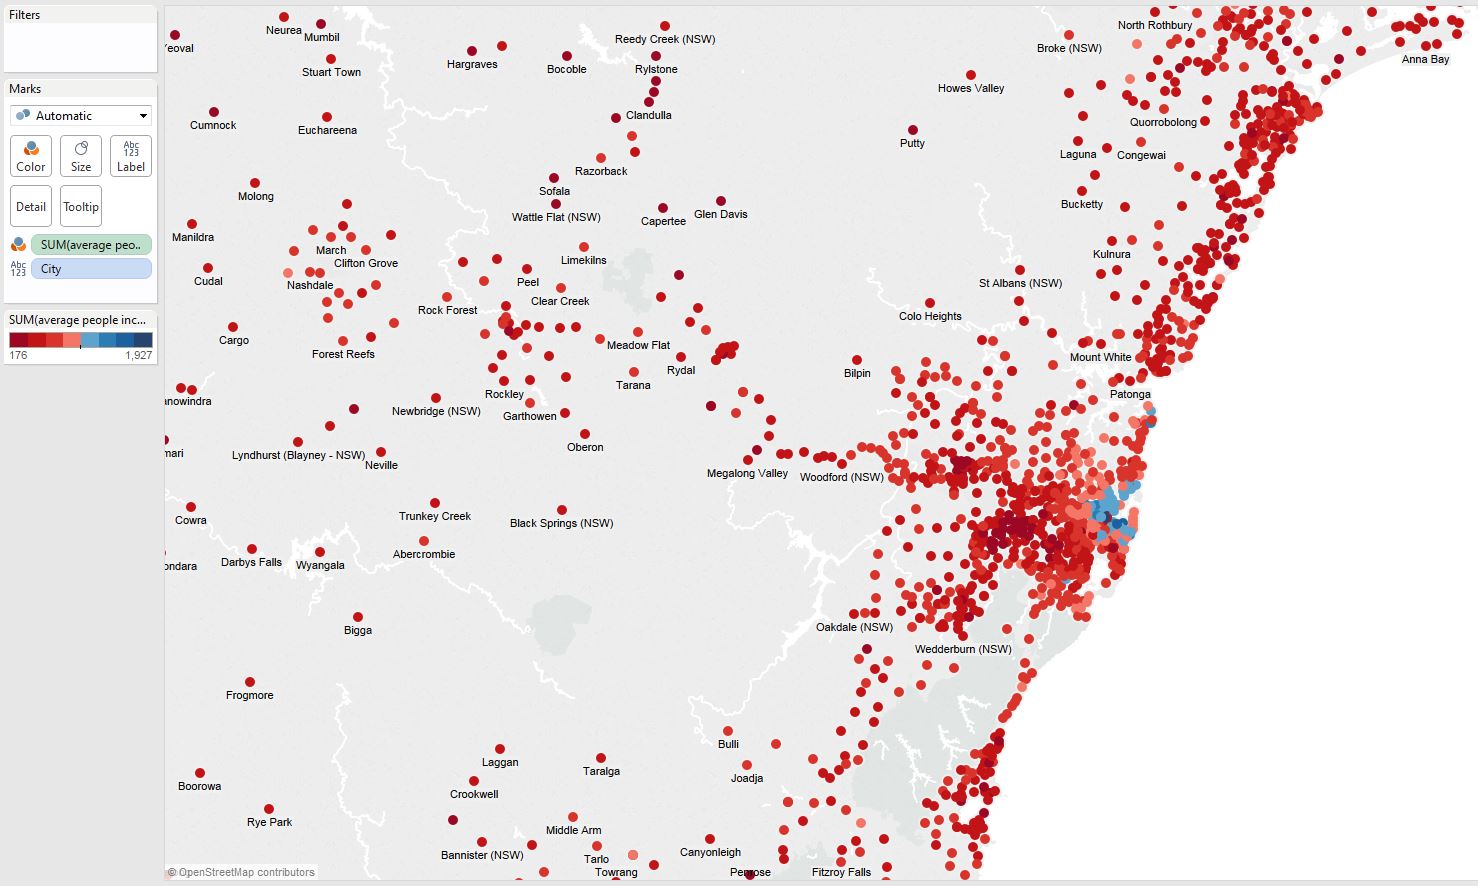 Filters
Marks
Automatic
Color
Size
Abc
123
Label
Detail
Tooltip
SUM(average peo..
Abc
123
City
SUM(average people inc...
176
1,927
Neurea
Mumbil
Yeoval
Stuart Town
Hargraves
Bocoble
Reedy Creek (NSW)
Rylstone
North Rothbury
Broke (NSW)
Anna Bay
Howes Valley
Cumnock
Euchareena
Clandulla
Quorrobolong
Putty
Laguna
Congewai
Razorback
Molong
Sofala
Wattle Flat (NSW)
Capertee
Glen Davis
Bucketty
Manildra
March
Clifton Grove
Limekilns
Kulnura
Cudal
Nashdale
Peel
St Albans (NSW)
Rock Forest
Clear Creek
Colo Heights
Cargo
Forest Reefs
Meadow Flat
Rydal
Mount White
Bilpin
Tarana
Rockley
Patonga
anowindra
Newbridge (NSW)
Garthowen
Oberon
mari
Lyndhurst (Blayney - NSW)
Neville
Megalong Valley
Woodford (NSW)
Cowra
Trunkey Creek
Black Springs (NSW)
ondara
Darbys Falls
Wyangala
Abercrombie
Bigga
Oakdale (NSW)
Wedderburn (NSW)
Frogmore
Bulli
Laggan
Taralga
Joadja
Boorowa
Crookwell
Rye Park
Middle Arm
Bannister (NSW)
Tarlo
Canyonleigh
Towrang
Penrose
Fitzroy Falls
© OpenStreetMap contributors